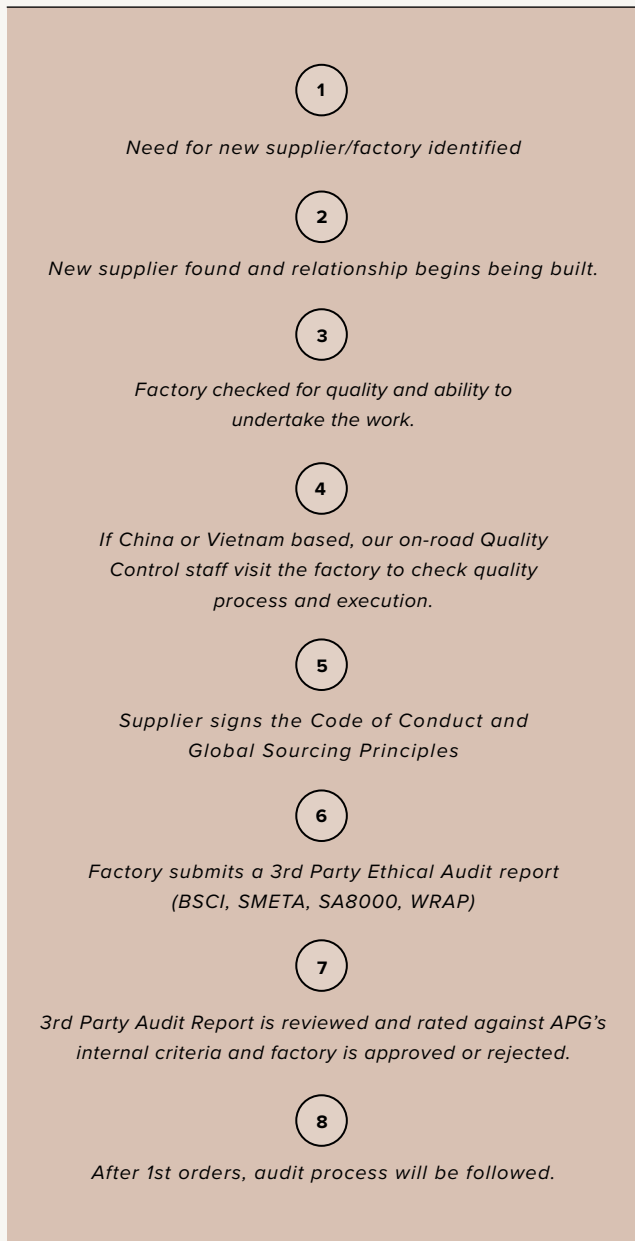 1
Need for new supplier/factory identified
2
New supplier found and relationship begins being built.
3
Factory checked for quality and ability to
undertake the work.
4
If China or Vietnam based, our on-road Quality
Control staff visit the factory to check quality
process and execution.
5
Supplier signs the Code of Conduct and
Global Sourcing Principles
6
Factory submits a 3rd Party Ethical Audit report
(BSCI, SMETA, SA8000, WRAP)
7
3rd Party Audit Report is reviewed and rated against APG’s
internal criteria and factory is approved or rejected.
8
After 1st orders, audit process will be followed.